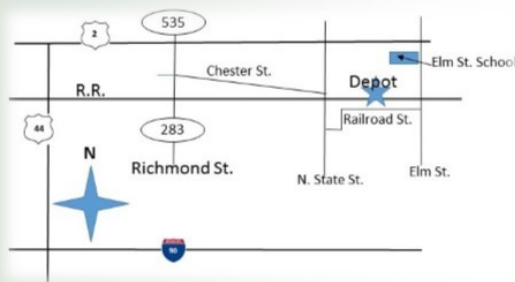 535
2
Elm St. School
Chester St.
Depot
R.R.
Railroad St.
44
283
N
Richmond St.
N. State St.
Elm St.
90